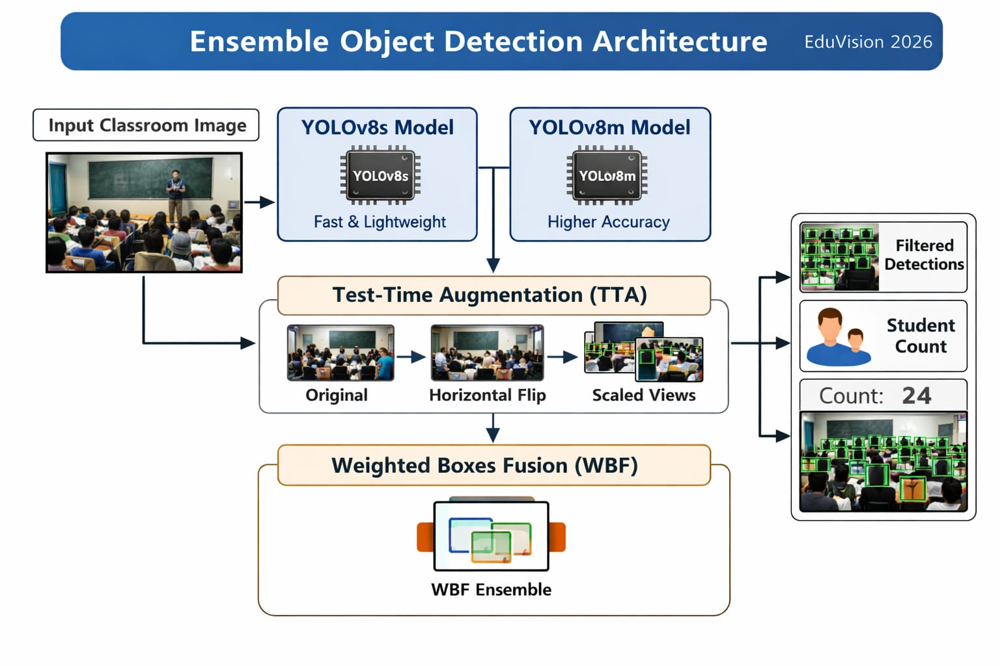 Ensemble Object Detection Architecture
EduVision 2026
Input Classroom Image
YOLOv8s Model
YOLOv8s
Fast & Lightweight
YOLOv8m Model
Higher Accuracy
Test-Time Augmentation (TTA)
Original
Horizontal Flip
Scaled Views
Weighted Boxes Fusion (WBF)
WBF Ensemble
Filtered
Detections
Student
Count
Count: 24